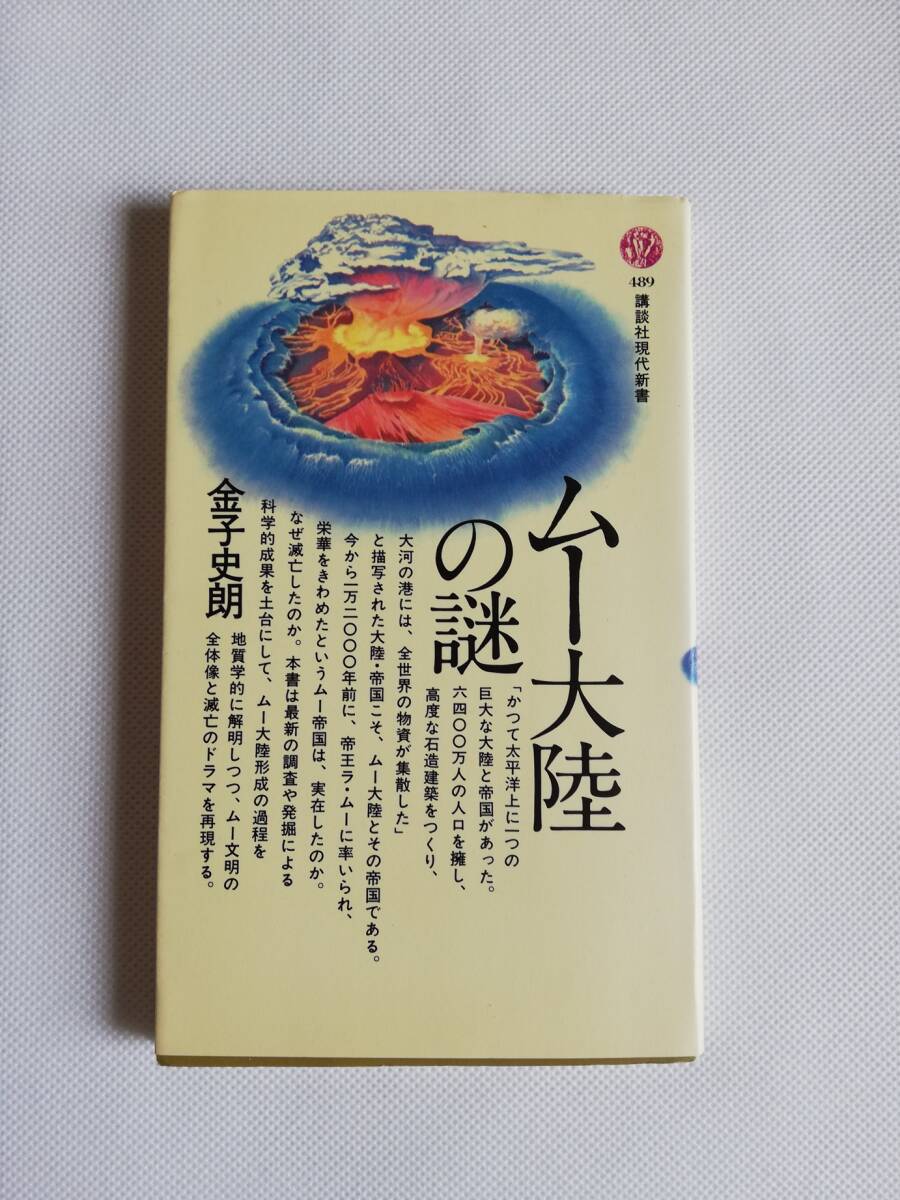 489
講談社現代新書
ムー大陸
の謎
「かつて太平洋上に一つの
巨大な大陸と帝国があった。
六四〇〇万人の人口を擁し、
高度な石造建築をつくり、
大河の港には、全世界の物資が集散した」
と描写された大陸・帝国こそ、ムー大陸とその帝国である。
今から一万二〇〇〇年前に、帝王ラ・ムーに率いられ、
栄華をきわめたというムー帝国は、実在したのか。
なぜ滅亡したのか。本書は最新の調査や発掘による
科学的成果を土台にして、ムー大陸形成の過程を
地質学的に解明しつつ、ムー文明の
全体像と滅亡のドラマを再現する。
金子史朗